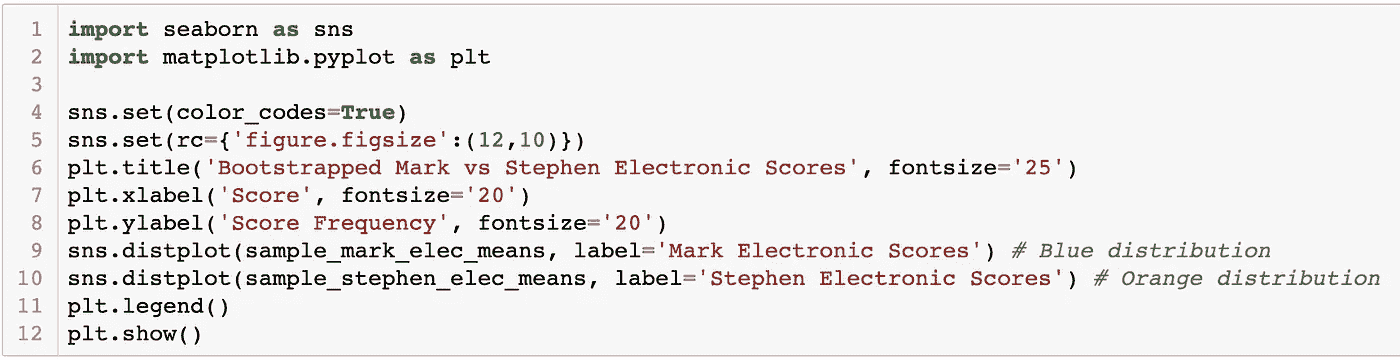 1 import seaborn as sns
2 import matplotlib.pyplot as plt
3
4 sns.set(color_codes=True)
5 sns.set(rc={'figure.figsize':(12,10)})
6 plt.title('Bootstrapped Mark vs Stephen Electronic Scores', fontsize='25')
7 plt.xlabel('Score', fontsize='20')
8 plt.ylabel('Score Frequency', fontsize='20')
9 sns.distplot(sample_mark_elec_means, label='Mark Electronic Scores') # Blue distribution
10 sns.distplot(sample_stephen_elec_means, label='Stephen Electronic Scores') # Orange distribution
11 plt.legend()
12 plt.show()